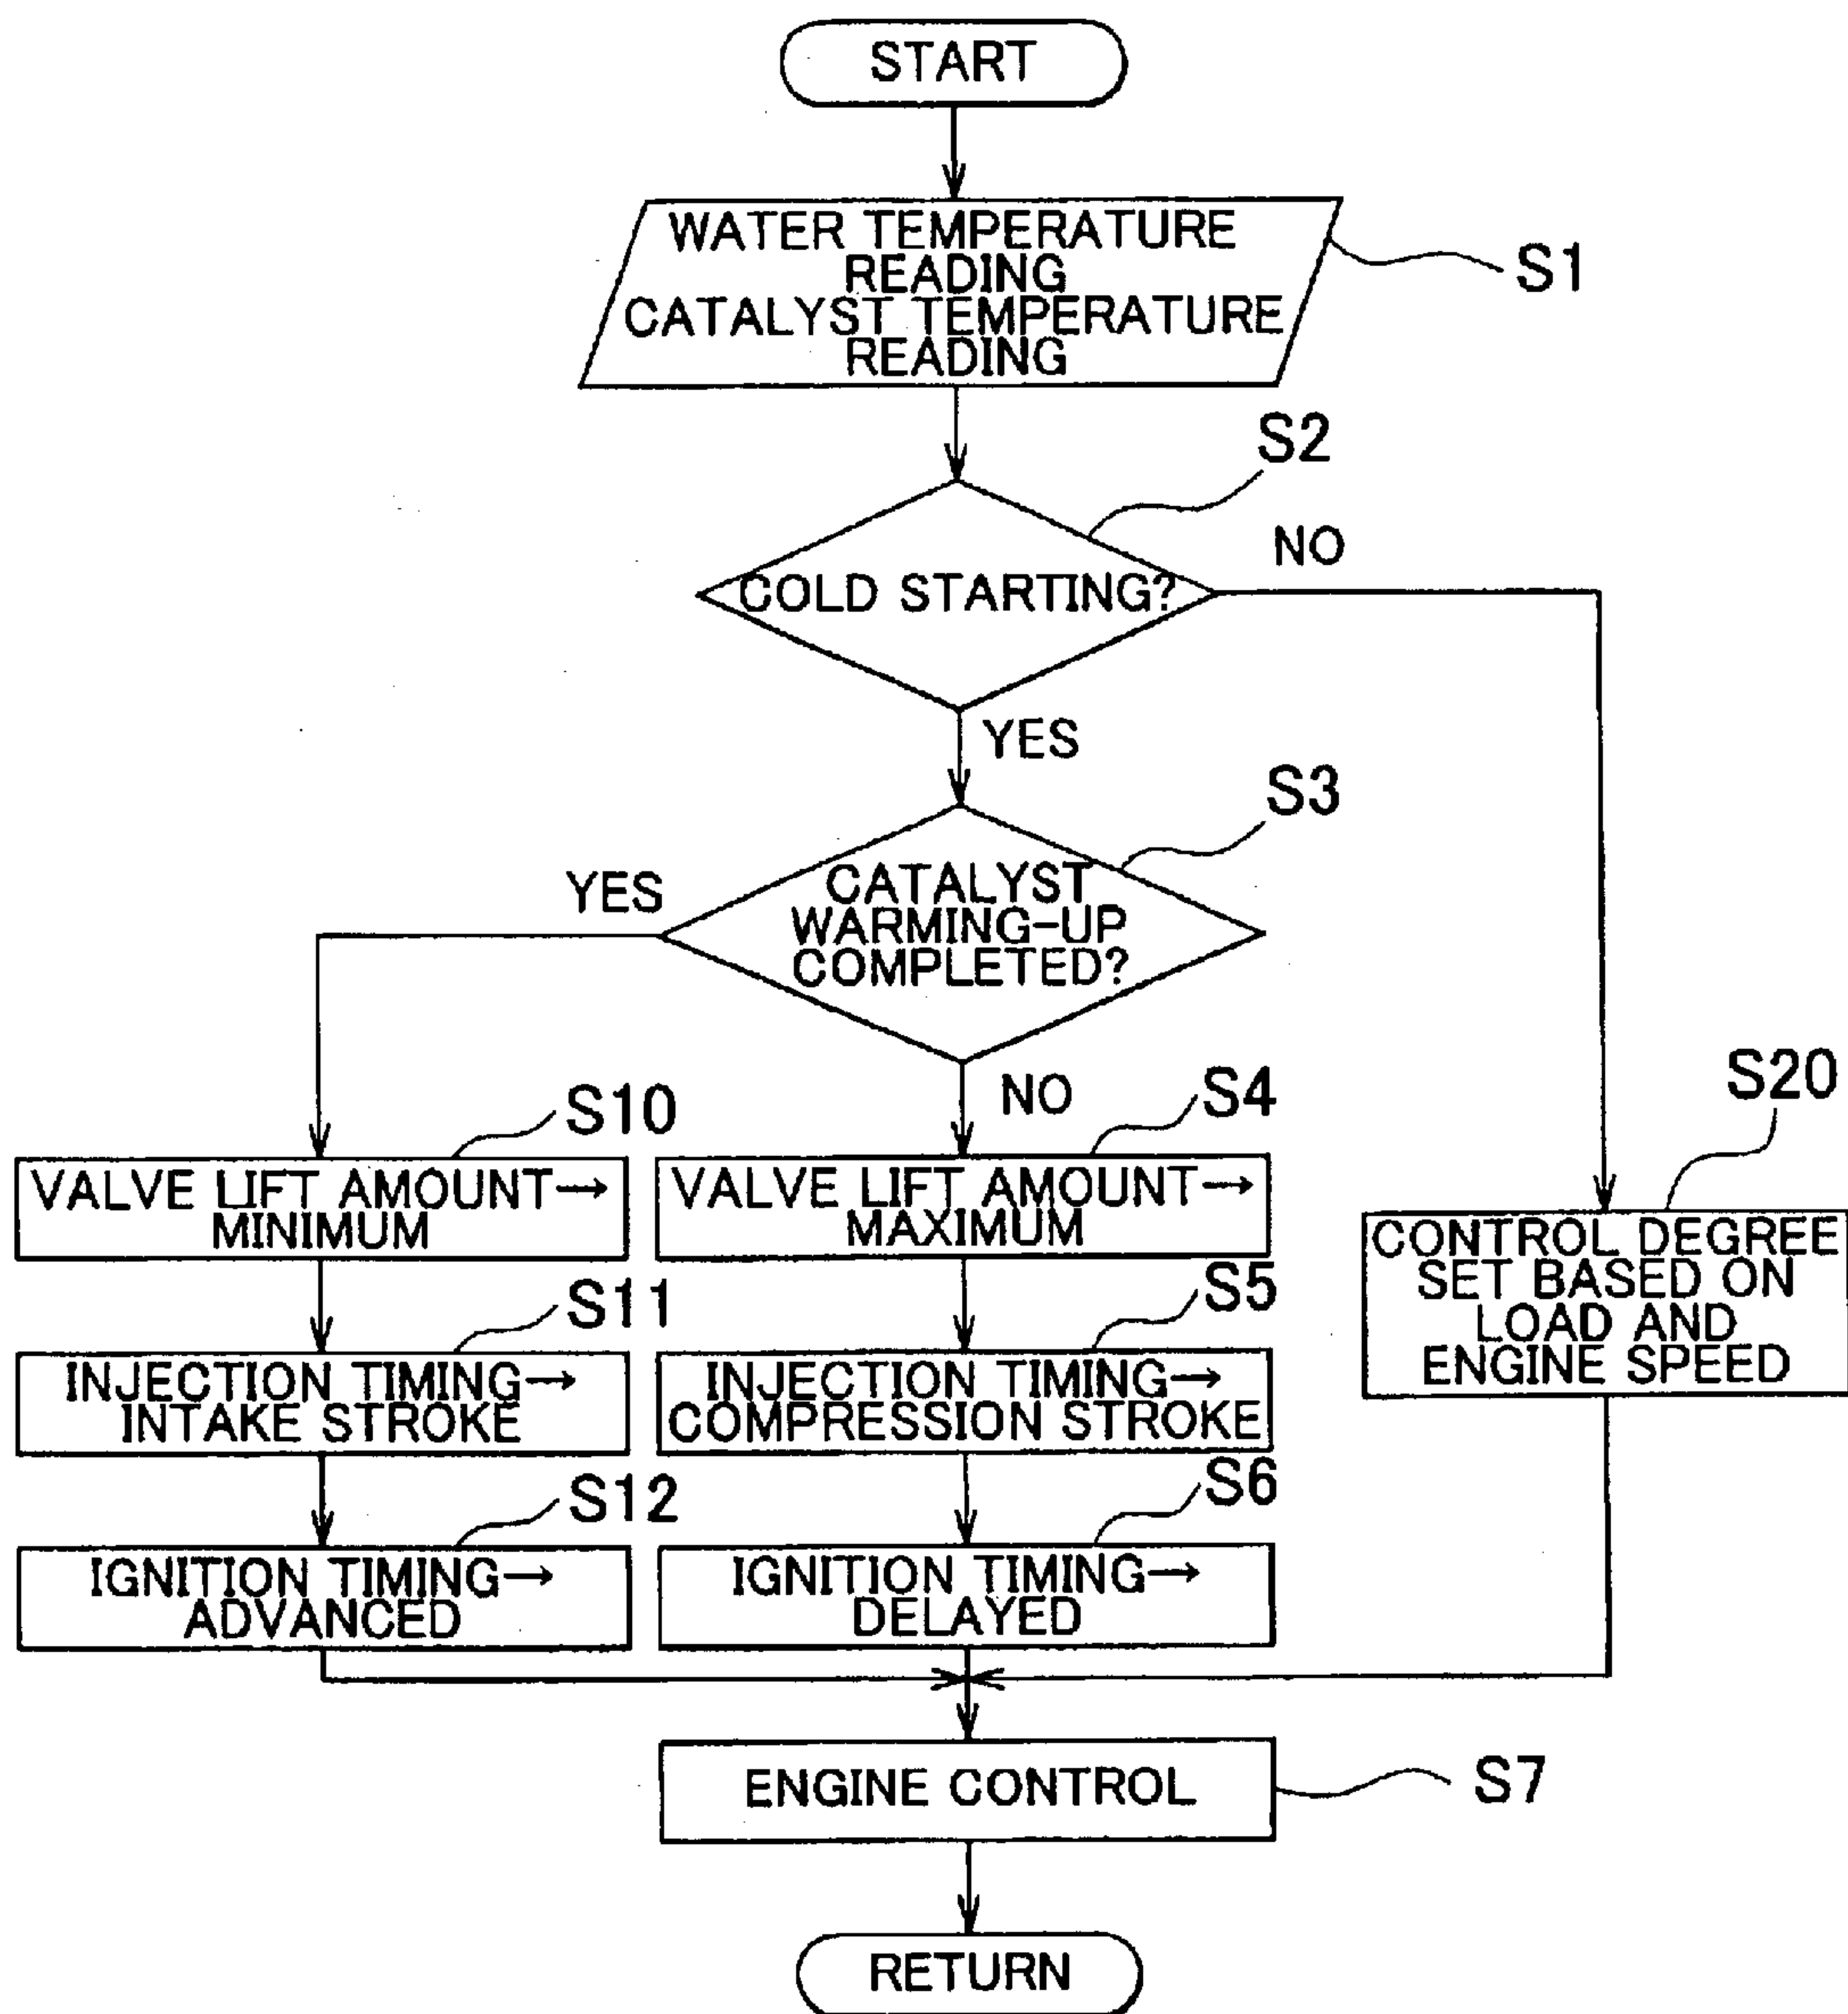 START
WATER TEMPERATURE
READING
CATALYST TEMPERATURE
READING
S1
S2
COLD STARTING?
NO
YES
S3
CATALYST
WARMING-UP
COMPLETED?
YES
NO
S10
VALVE LIFT AMOUNT→
MINIMUM
S4
VALVE LIFT AMOUNT→
MAXIMUM
S20
CONTROL DEGREE
SET BASED ON
LOAD AND
ENGINE SPEED
S11
INJECTION TIMING→
INTAKE STROKE
S5
INJECTION TIMING→
COMPRESSION STROKE
S12
IGNITION TIMING→
ADVANCED
S6
IGNITION TIMING→
DELAYED
ENGINE CONTROL
S7
RETURN